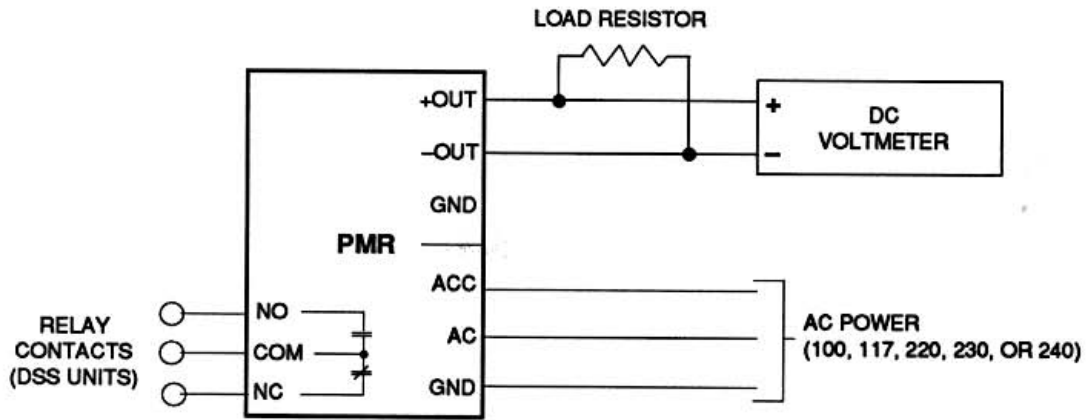 LOAD RESISTOR
+OUT
–OUT
GND
PMR
ACC
AC
GND
+
–
DC
VOLTMETER
AC POWER
(100, 117, 220, 230, OR 240)
RELAY
CONTACTS
(DSS UNITS)
NO
COM
NC